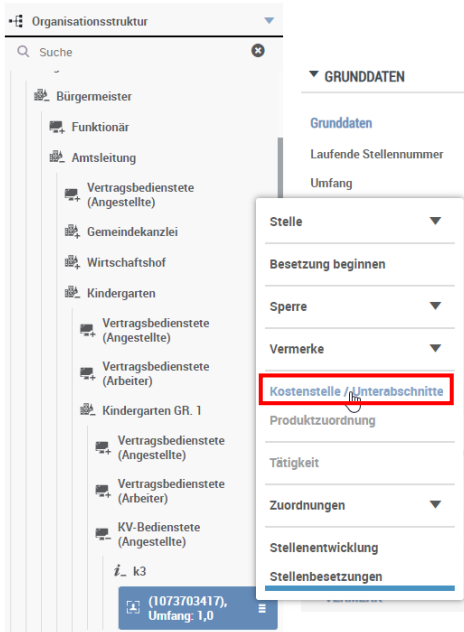 Organisationsstruktur
Suche
Bürgermeister
Funktionär
Amtsleitung
Vertragsbedienstete
(Angestellte)
Gemeindekanzlei
Wirtschaftshof
Kindergarten
Vertragsbedienstete
(Angestellte)
Vertragsbedienstete
(Arbeiter)
Kindergarten GR. 1
Vertragsbedienstete
(Angestellte)
Vertragsbedienstete
(Arbeiter)
KV-Bedienstete
(Angestellte)
k3
(1073703417),
Umfang: 1,0
GRUNDDATEN
Grunddaten
Laufende Stellennummer
Umfang
Stelle
Besetzung beginnen
Sperre
Vermerke
Kostenstelle / Unterabschnitte
Produktzuordnung
Tätigkeit
Zuordnungen
Stellenentwicklung
Stellenbesetzungen